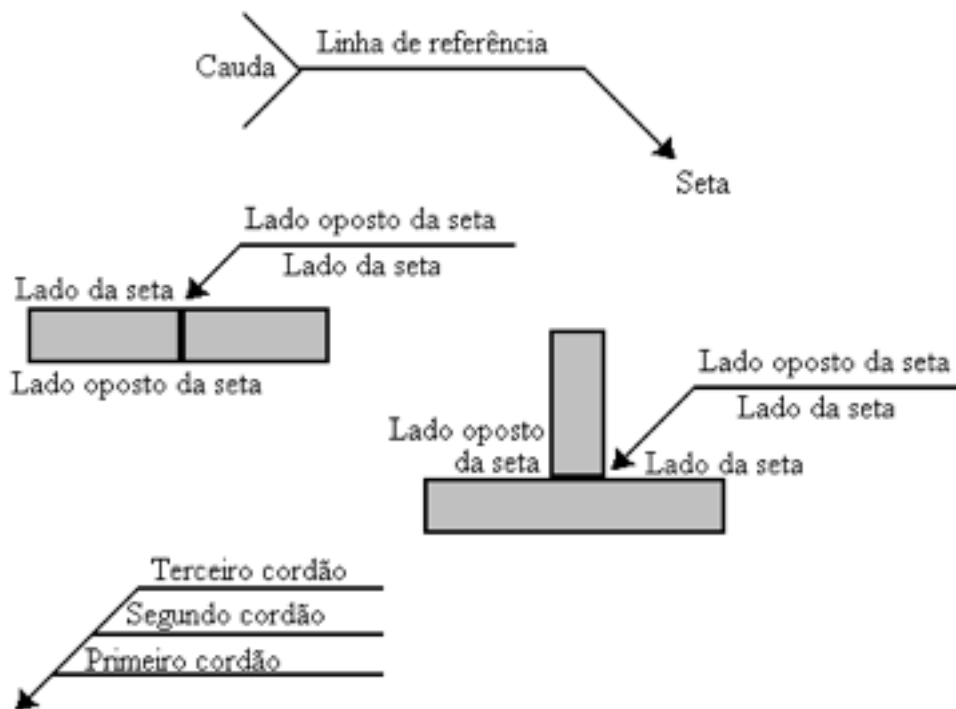 Linha de referência
Cauda
Seta
Lado oposto da seta
Lado da seta
Lado da seta
Lado oposto da seta
Lado oposto da seta
Lado da seta
Lado oposto
da seta
Lado da seta
Terceiro cordão
Segundo cordão
Primeiro cordão